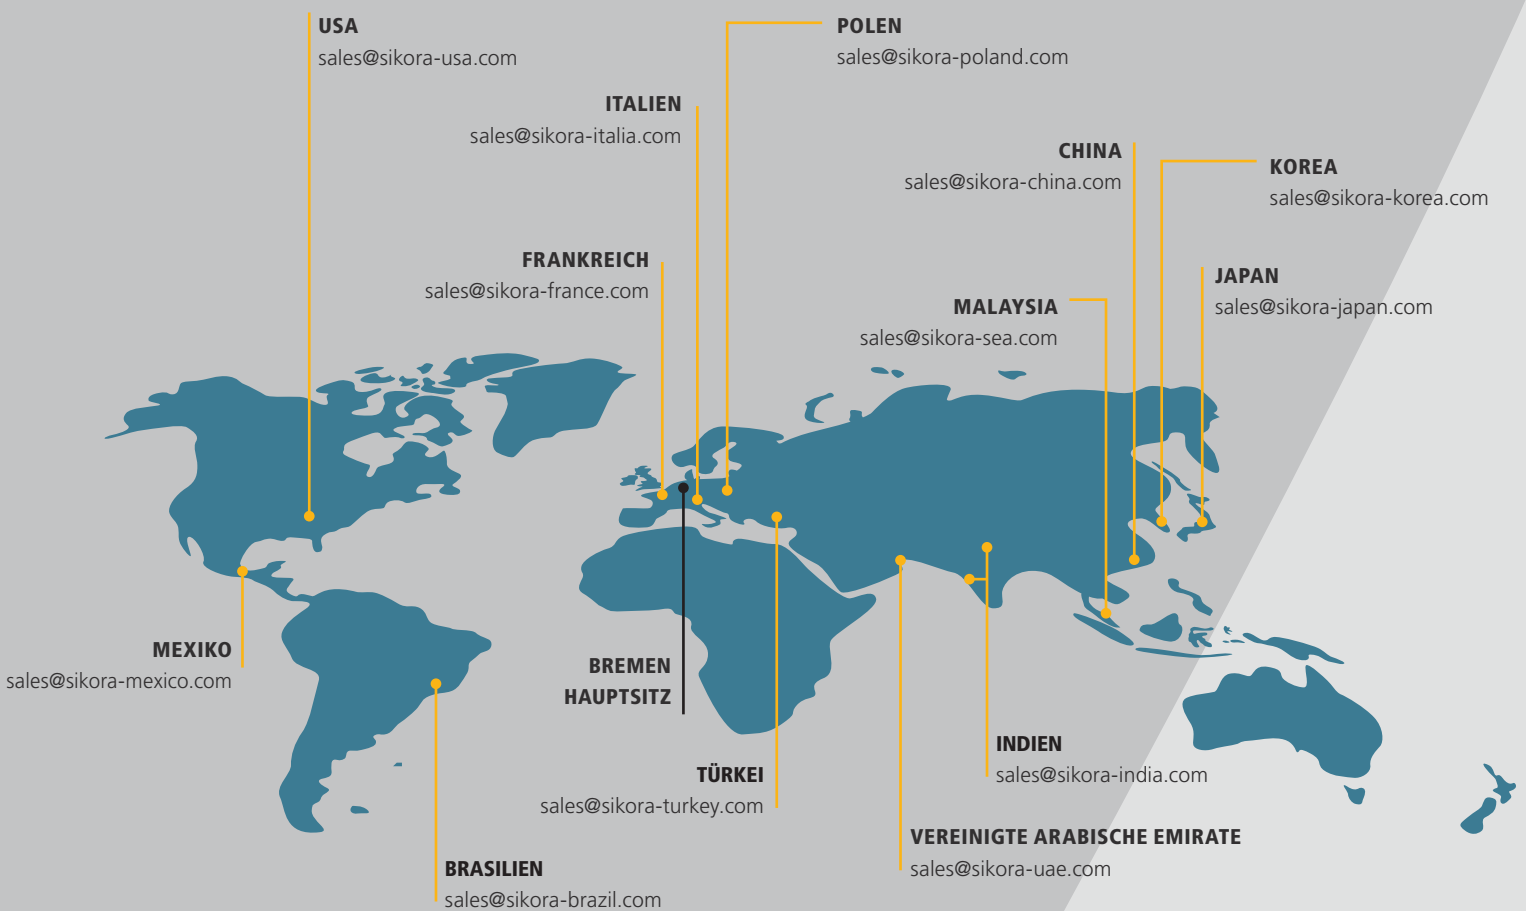 USA
sales@sikora-usa.com
POLEN
sales@sikora-poland.com
ITALIEN
sales@sikora-italia.com
CHINA
sales@sikora-china.com
KOREA
sales@sikora-korea.com
FRANKREICH
sales@sikora-france.com
JAPAN
sales@sikora-japan.com
MALAYSIA
sales@sikora-sea.com
MEXIKO
sales@sikora-mexico.com
BREMEN
HAUPTSITZ
INDIEN
sales@sikora-india.com
TÜRKEI
sales@sikora-turkey.com
VEREINIGTE ARABISCHE EMIRATE
sales@sikora-uae.com
BRASILIEN
sales@sikora-brazil.com